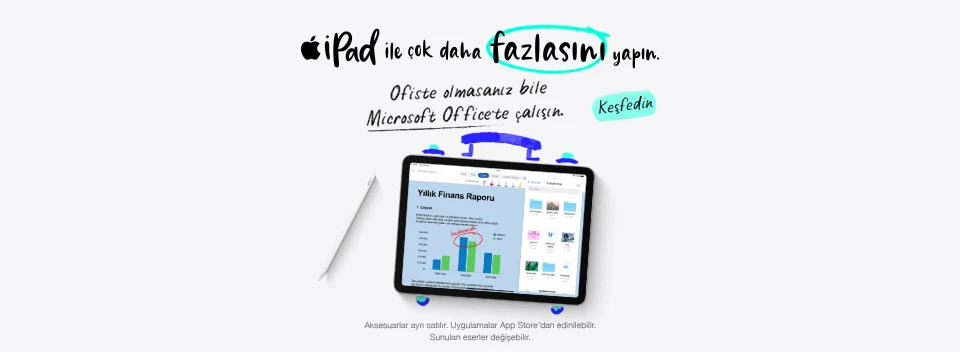 iPad ile çok daha fazlasını yapın.
Ofiste olmasanız bile
Microsoft Office'te çalışın.
Keşfedin
Yıllık Finans Raporu
Aksesuarlar ayrı satılır. Uygulamalar App Store'dan edinilebilir.
Sunulan eserler değişebilir.